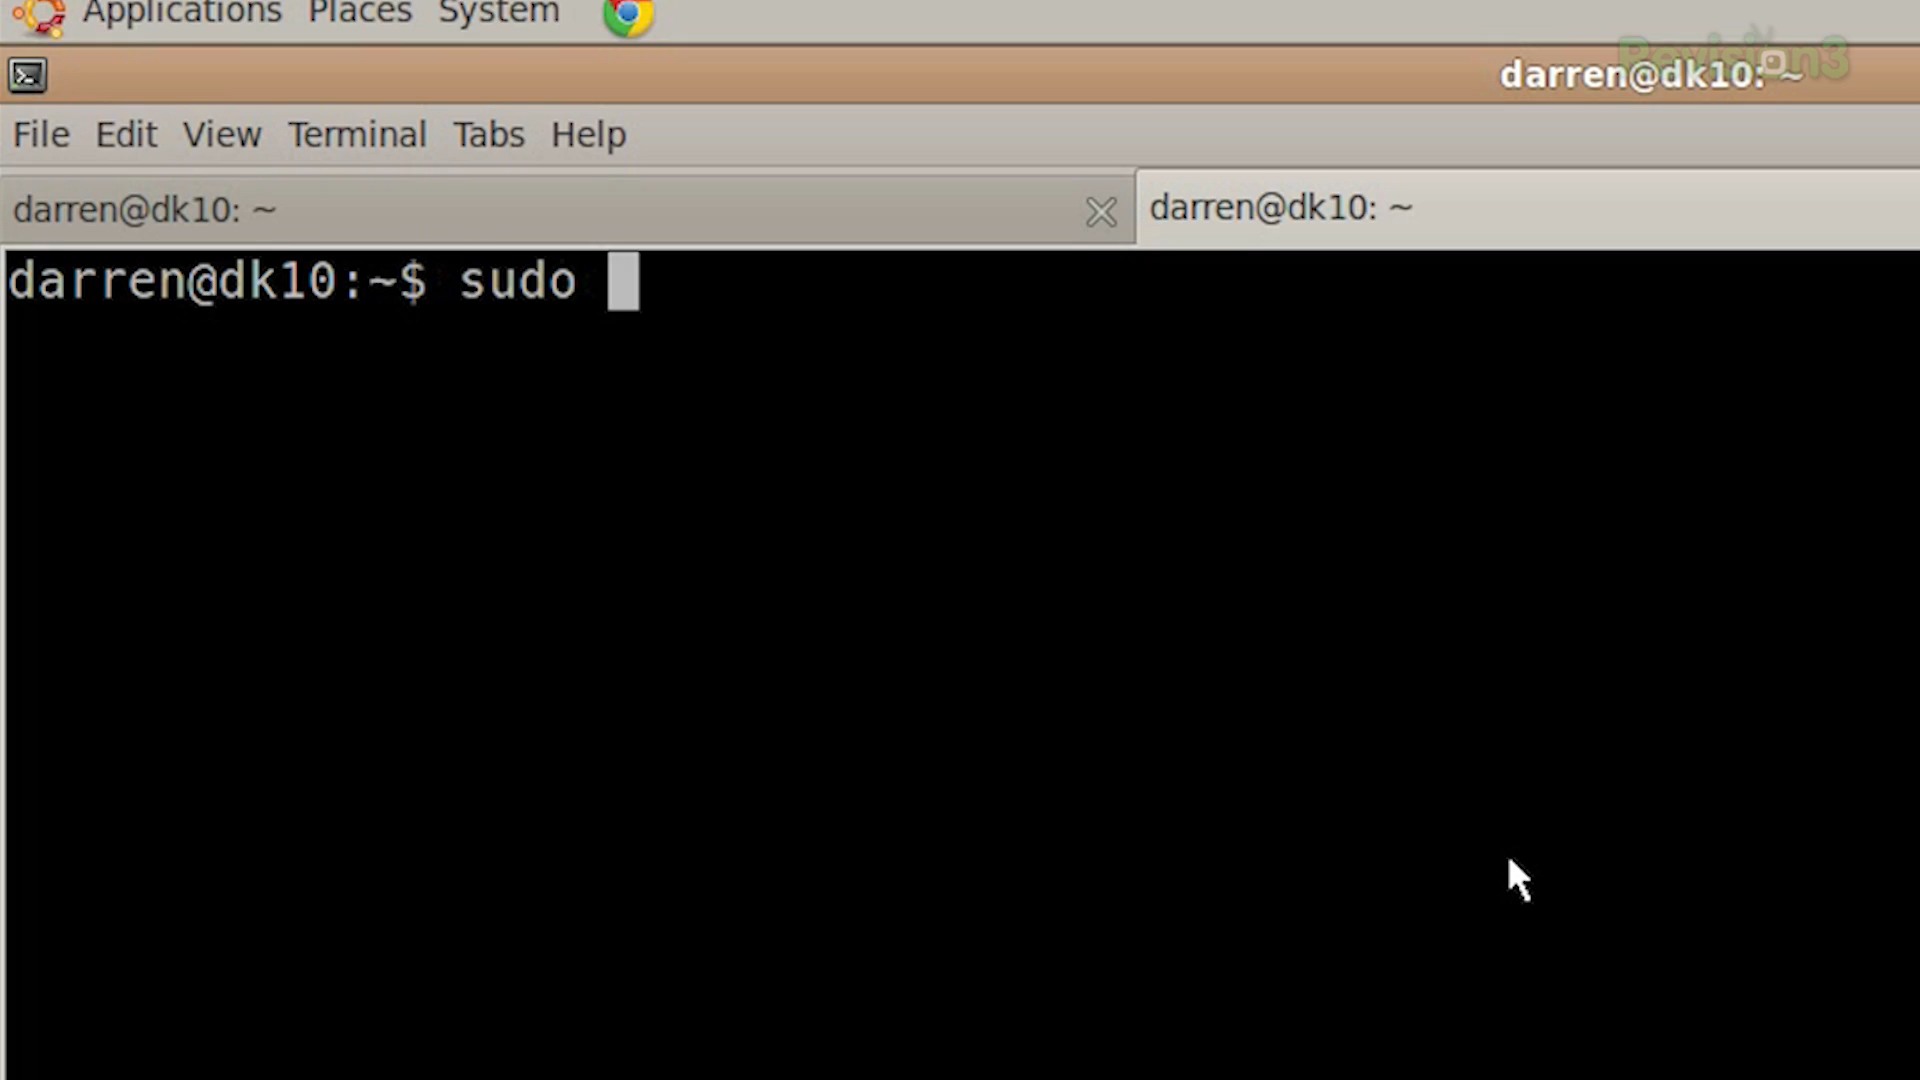 Applications Places System
Revision3
darren@dk10: ~
File Edit View Terminal Tabs Help
darren@dk10: ~
darren@dk10: ~
darren@dk10:~$ sudo